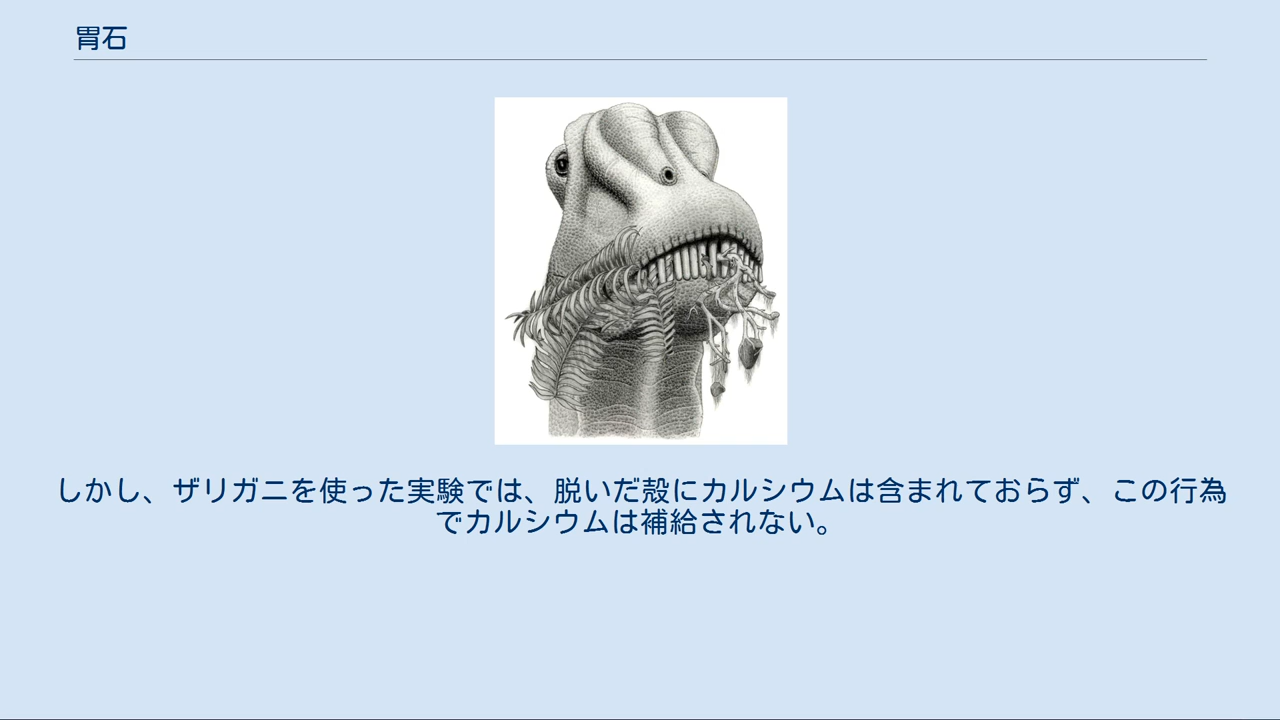 胃石
しかし、ザリガニを使った実験では、脱いだ殻にカルシウムは含まれておらず、この行為
でカルシウムは補給されない。